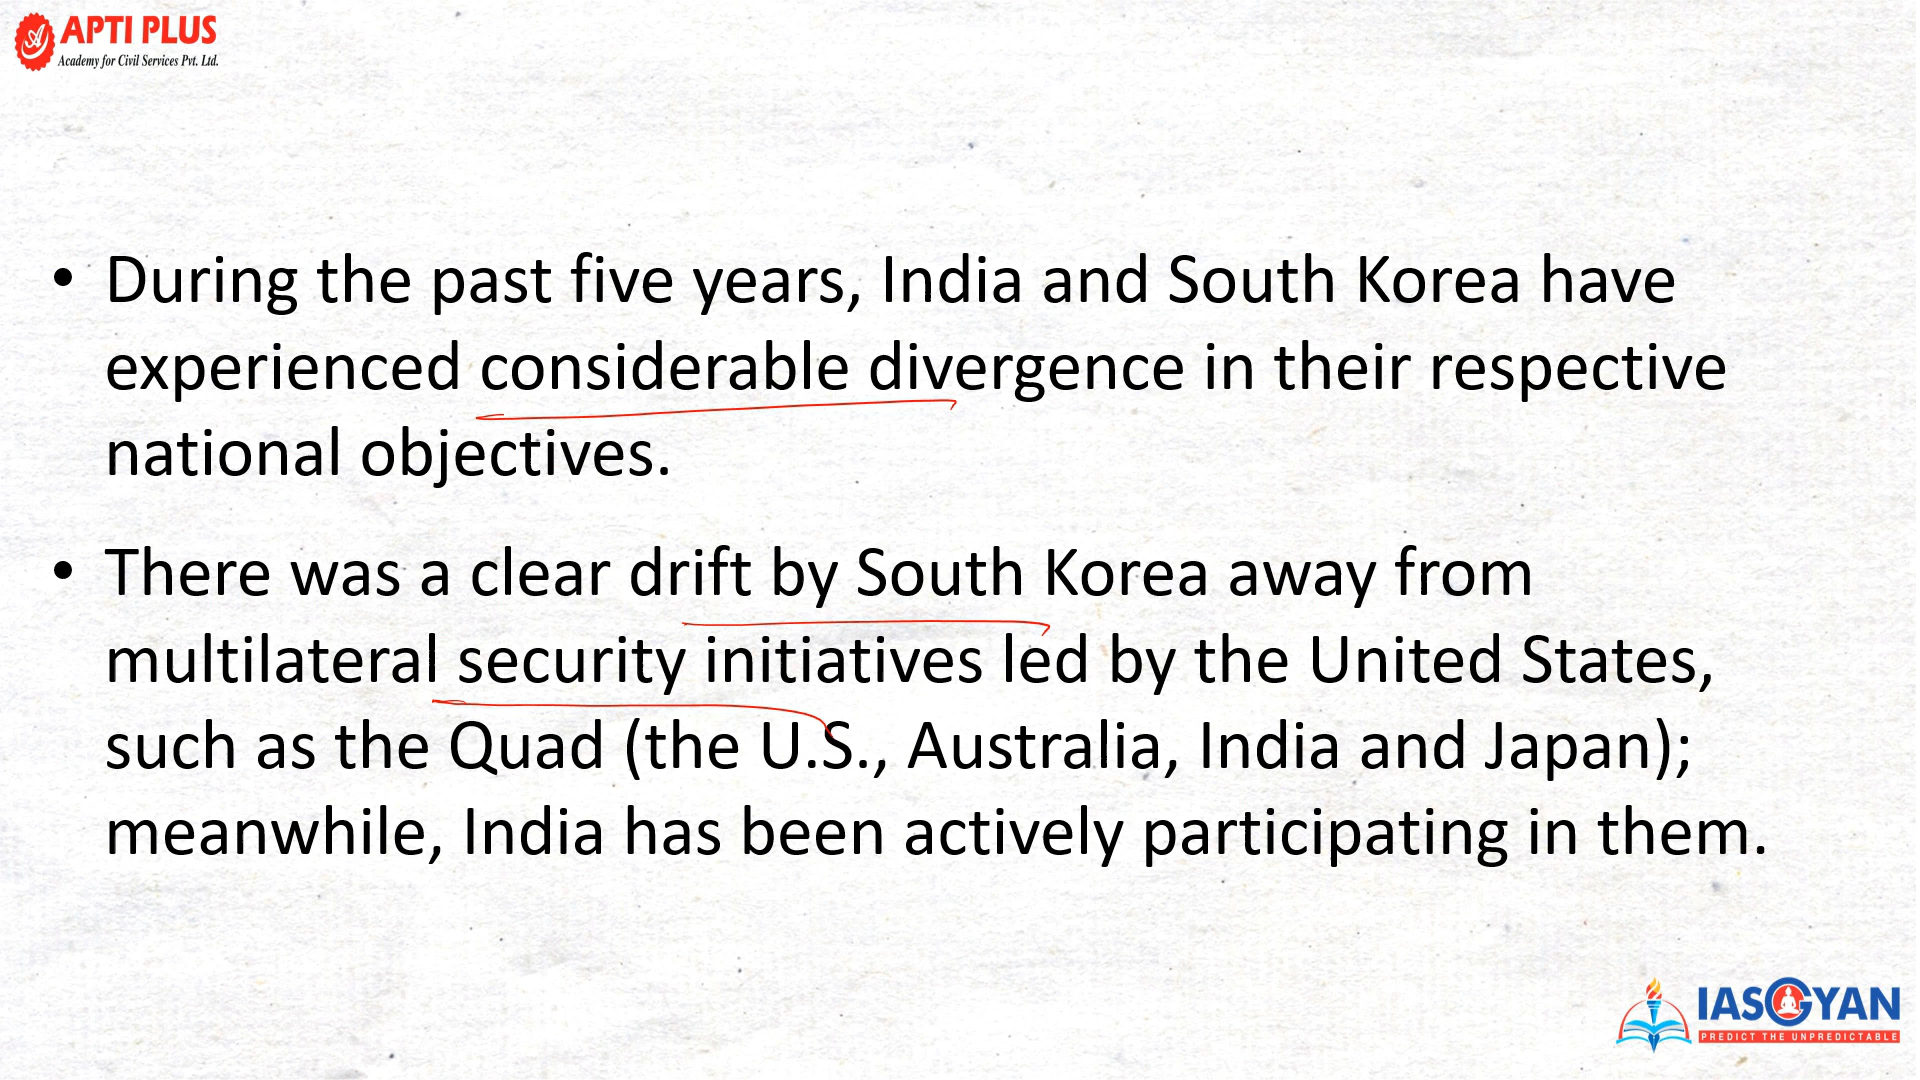 APTI PLUS
Academy for Civil Services Pvt. Ltd.
• During the past five years, India and South Korea have
experienced considerable divergence in their respective
national objectives.
• There was a clear drift by South Korea away from
multilateral security initiatives led by the United States,
such as the Quad (the U.S., Australia, India and Japan);
meanwhile, India has been actively participating in them.
IASGYAN
PREDICT THE UNPREDICTABLE